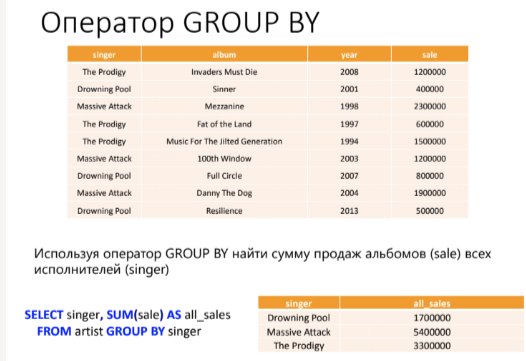 Оператор GROUP BY
singer album year sale
The Prodigy Invaders Must Die 2008 1200000
Drowning Pool Sinner 2001 400000
Massive Attack Mezzanine 1998 2300000
The Prodigy Fat of the Land 1997 600000
The Prodigy Music For The Jilted Generation 1994 1500000
Massive Attack 100th Window 2003 1200000
Drowning Pool Full Circle 2007 800000
Massive Attack Danny The Dog 2004 1900000
Drowning Pool Resilience 2013 500000
Используя оператор GROUP BY найти сумму продаж альбомов (sale) всех
исполнителей (singer)
SELECT singer, SUM(sale) AS all_sales
FROM artist GROUP BY singer
singer all_sales
Drowning Pool 1700000
Massive Attack 5400000
The Prodigy 3300000